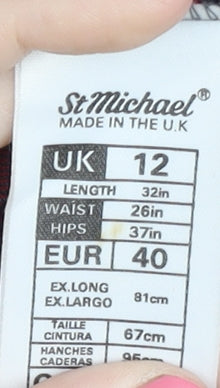 St Michael®
MADE IN THE U.K
UK 12
LENGTH 32in
WAIST 26in
HIPS 37in
EUR 40
EX.LONG
EX.LARGO 81cm
TAILLE
CINTURA 67cm
HANCHES
CADERAS 95cm